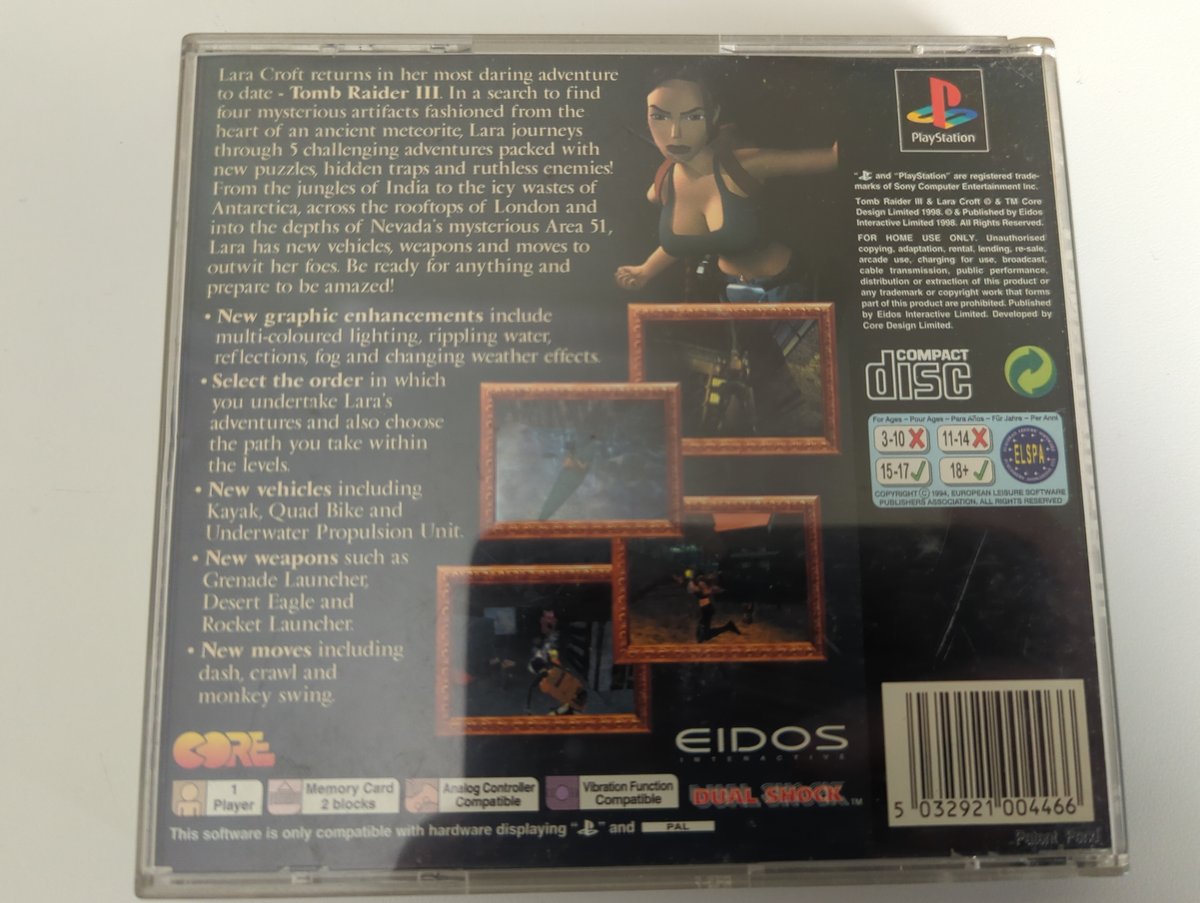 Lara Croft returns in her most daring adventure
to date - Tomb Raider III. In a search to find
four mysterious artifacts fashioned from the
heart of an ancient meteorite, Lara journeys
through 5 challenging adventures packed with
new puzzles, hidden traps and ruthless enemies!
From the jungles of India to the icy wastes of
Antarctica, across the rooftops of London and
into the depths of Nevada's mysterious Area 51,
Lara has new vehicles, weapons and moves to
outwit her foes. Be ready for anything and
prepare to be amazed!
• New graphic enhancements include
multi-coloured lighting, rippling water,
reflections, fog and changing weather effects.
• Select the order in which
you undertake Lara's
adventures and also choose
the path you take within
the levels.
• New vehicles including
Kayak, Quad Bike and
Underwater Propulsion Unit.
• New weapons such as
Grenade Launcher,
Desert Eagle and
Rocket Launcher.
• New moves including
dash, crawl and
monkey swing.
PlayStation
" " and "PlayStation" are registered trade-
marks of Sony Computer Entertainment Inc.
Tomb Raider III & Lara Croft © & TM Core
Design Limited 1998. © & Published by Eidos
Interactive Limited 1998. All Rights Reserved.
FOR HOME USE ONLY. Unauthorised
copying, adaptation, rental, lending, re-sale,
arcade use, charging for use, broadcast,
cable transmission, public performance,
distribution or extraction of this product or
any trademark or copyright work that forms
part of this product are prohibited. Published
by Eidos Interactive Limited. Developed by
Core Design Limited.
COMPACT
disc
For Ages – Pour Ages – Para Años – Für Jahre – Per Anni
3-10 11-14
15-17 18+
ELSPA
COPYRIGHT © 1994, EUROPEAN LEISURE SOFTWARE
PUBLISHERS ASSOCIATION, ALL RIGHTS RESERVED
CORE
EIDOS
INTERACTIVE
1
Player
Memory Card
2 blocks
Analog Controller
Compatible
Vibration Function
Compatible
DUAL SHOCK™
This software is only compatible with hardware displaying " " and PAL
5 032921 004466
Patent Pend